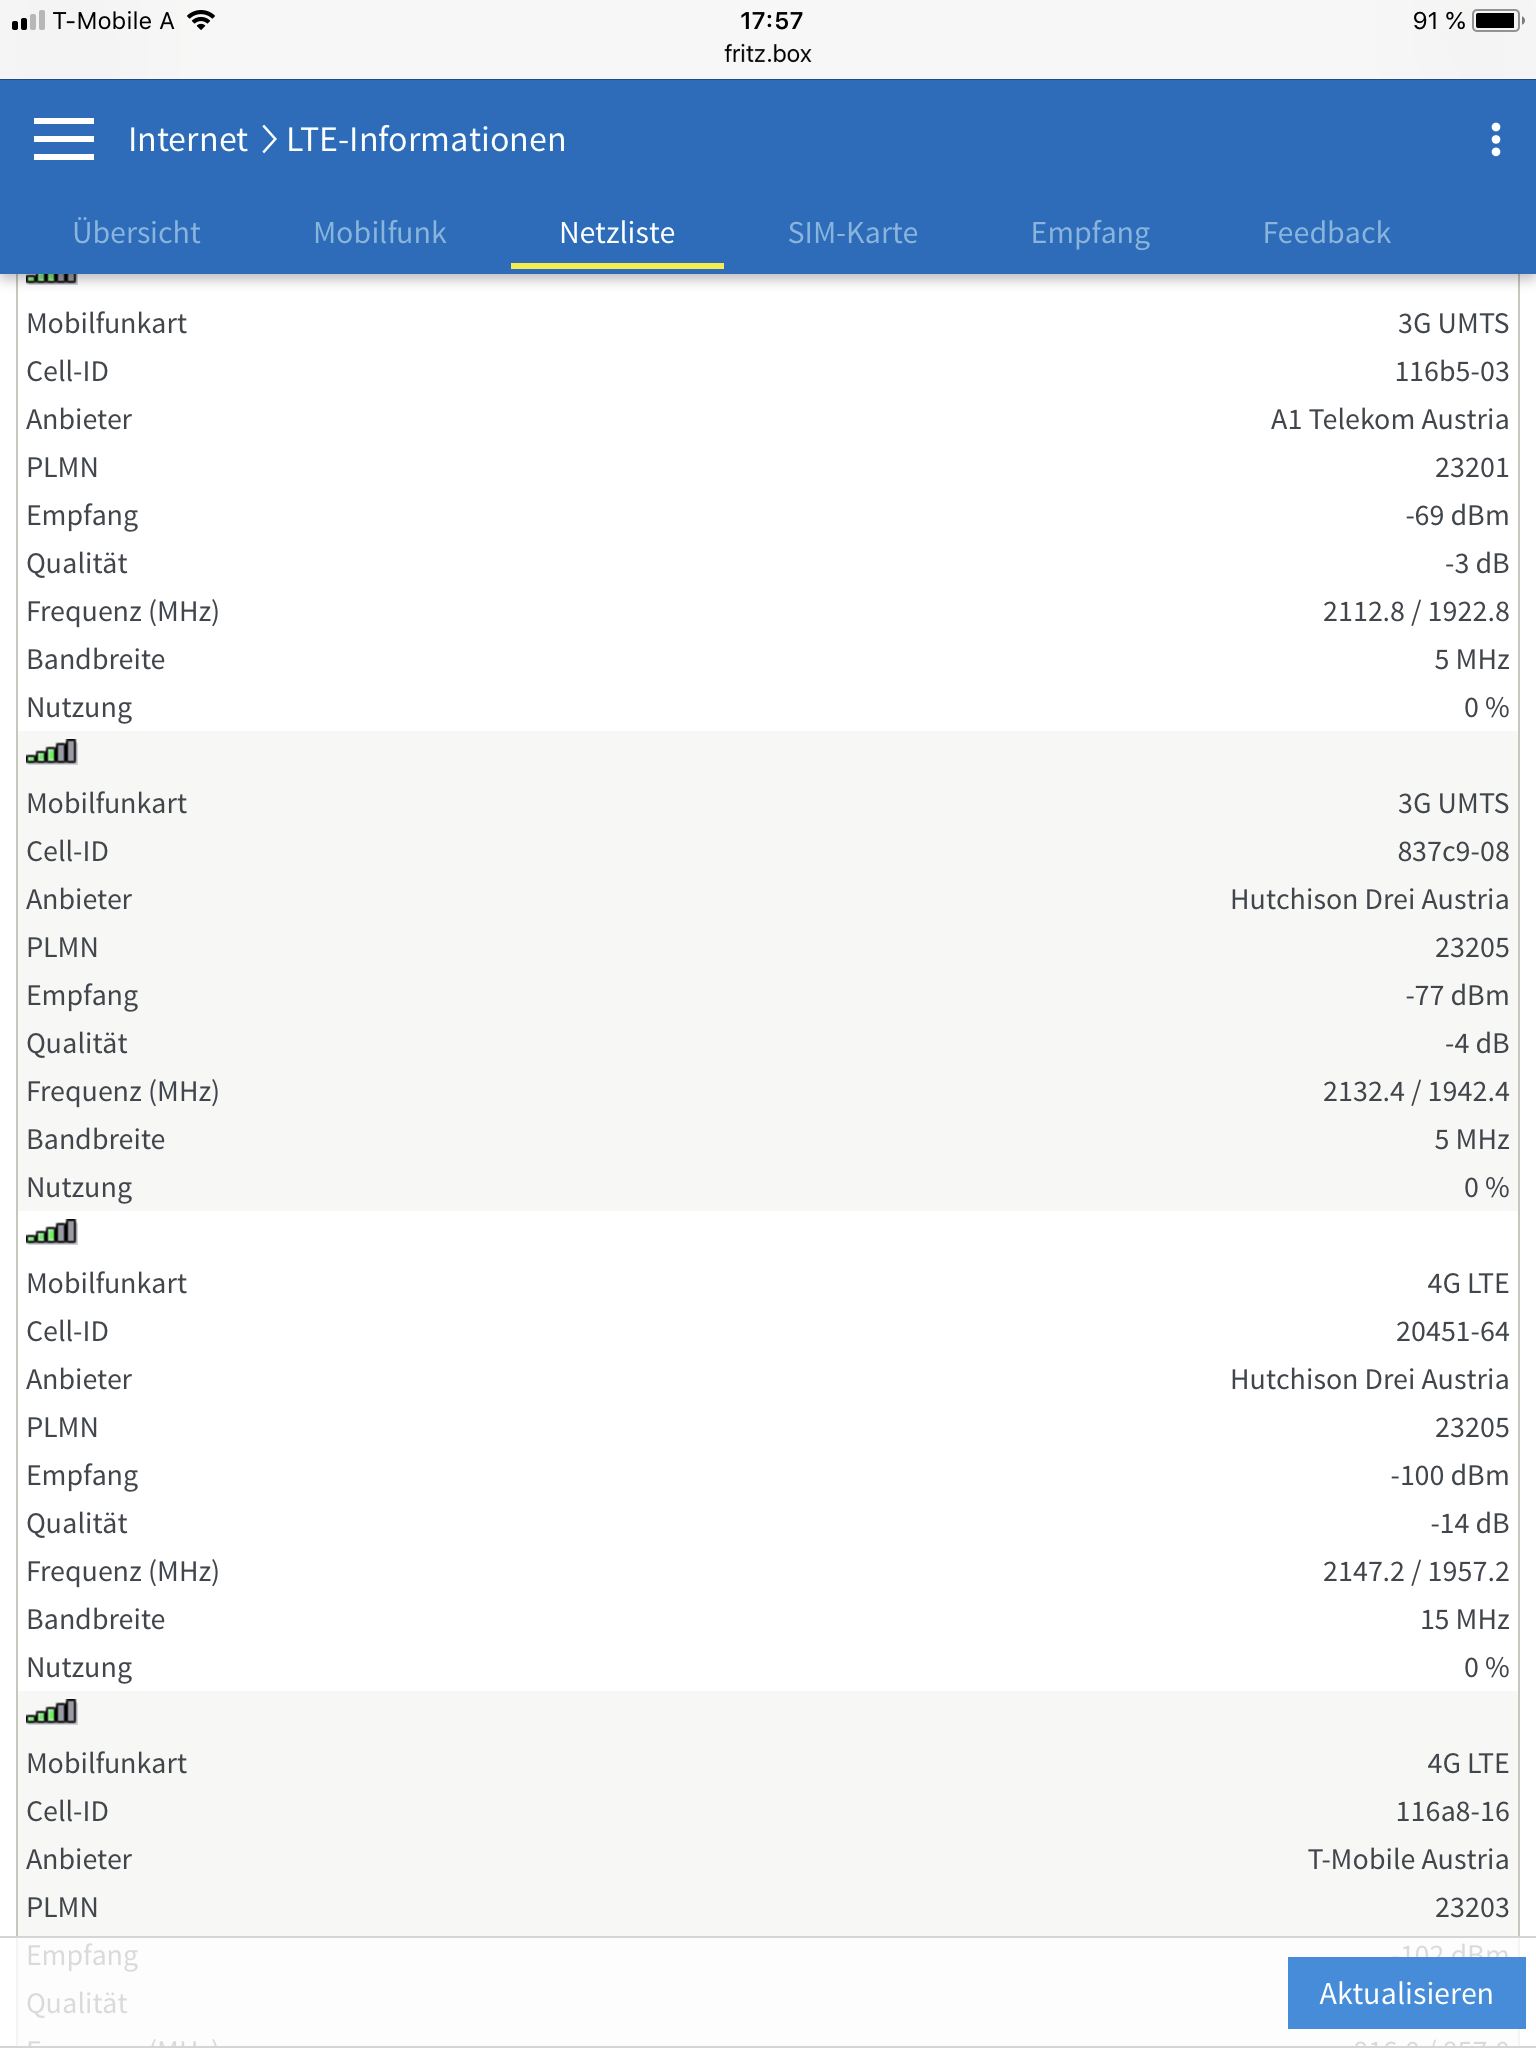 T-Mobile A 17:57 91 %
fritz.box
Internet > LTE-Informationen
Übersicht Mobilfunk Netzliste SIM-Karte Empfang Feedback
Mobilfunkart 3G UMTS
Cell-ID 116b5-03
Anbieter A1 Telekom Austria
PLMN 23201
Empfang -69 dBm
Qualität -3 dB
Frequenz (MHz) 2112.8 / 1922.8
Bandbreite 5 MHz
Nutzung 0 %
Mobilfunkart 3G UMTS
Cell-ID 837c9-08
Anbieter Hutchison Drei Austria
PLMN 23205
Empfang -77 dBm
Qualität -4 dB
Frequenz (MHz) 2132.4 / 1942.4
Bandbreite 5 MHz
Nutzung 0 %
Mobilfunkart 4G LTE
Cell-ID 20451-64
Anbieter Hutchison Drei Austria
PLMN 23205
Empfang -100 dBm
Qualität -14 dB
Frequenz (MHz) 2147.2 / 1957.2
Bandbreite 15 MHz
Nutzung 0 %
Mobilfunkart 4G LTE
Cell-ID 116a8-16
Anbieter T-Mobile Austria
PLMN 23203
Empfang -102 dBm
Qualität
Aktualisieren